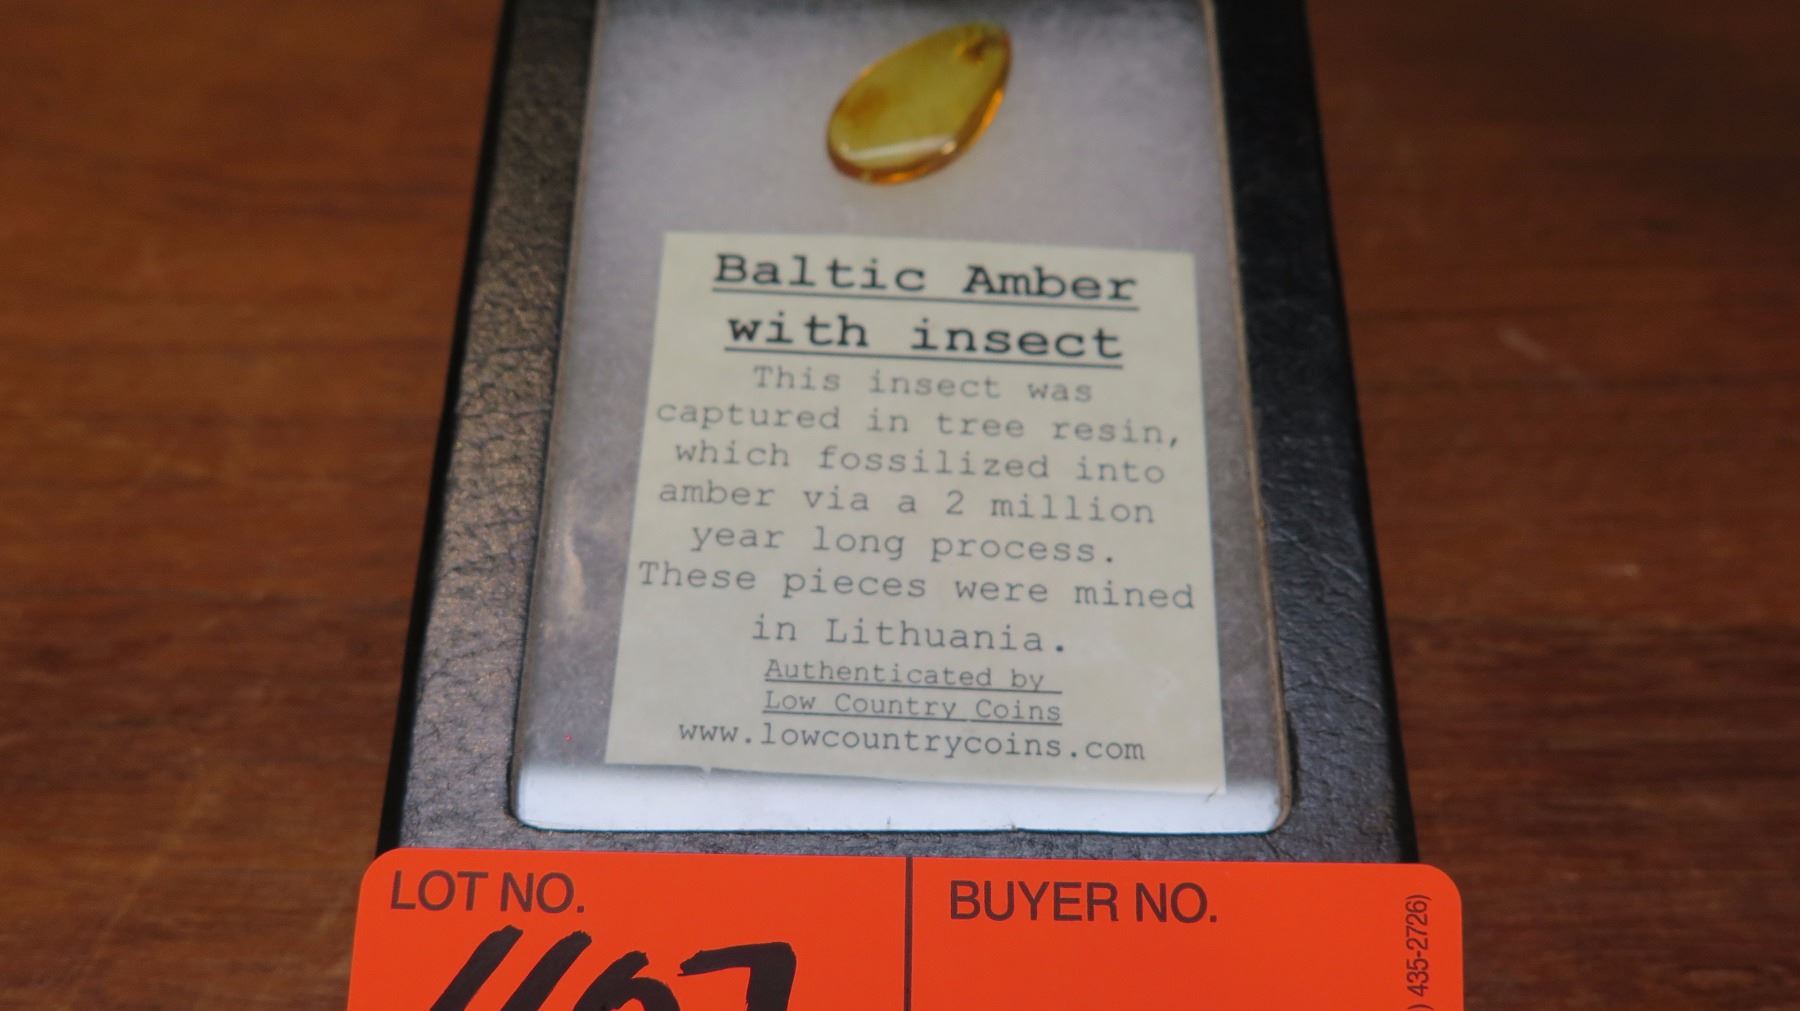 Baltic Amber
with insect
This insect was
captured in tree resin,
which fossilized into
amber via a 2 million
year long process.
These pieces were mined
in Lithuania.
Authenticated by
Low Country Coins
www.lowcountrycoins.com
LOT NO.
BUYER NO.
) 435-2726)